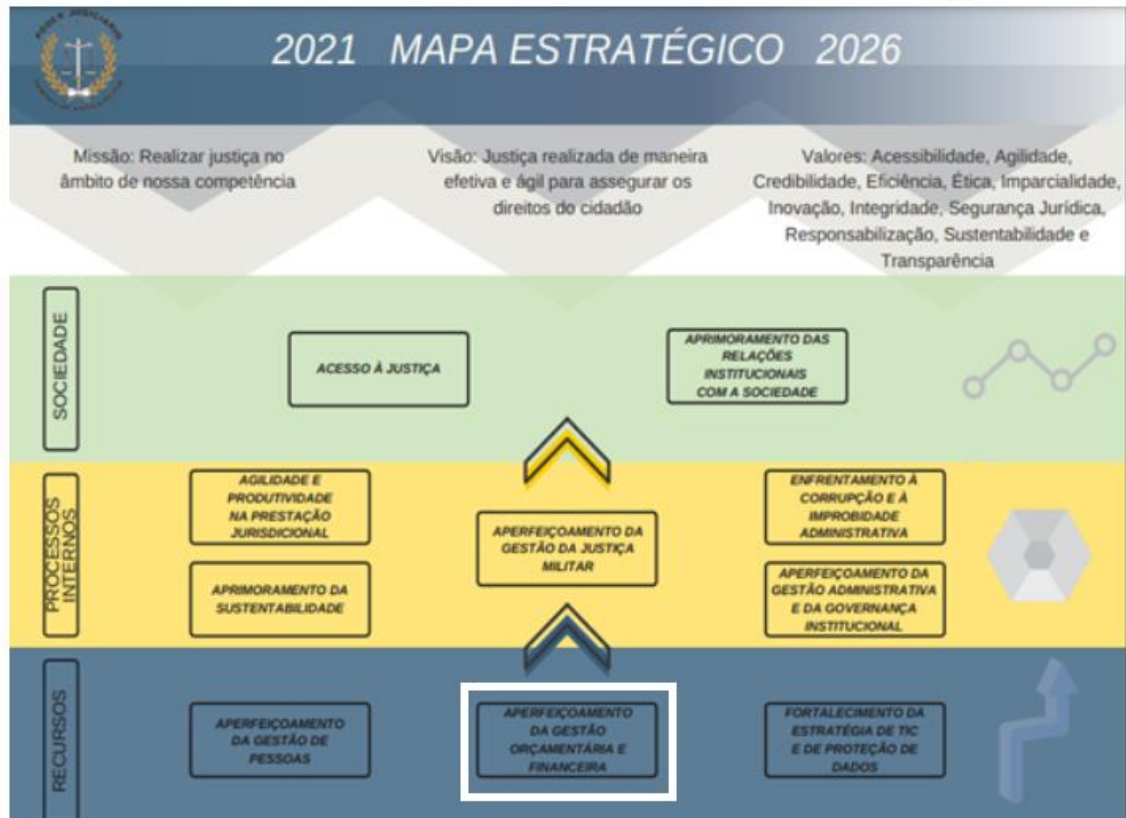 PODER JUDICIÁRIO
2021 MAPA ESTRATÉGICO 2026
Missão: Realizar justiça no
âmbito de nossa competência
Visão: Justiça realizada de maneira
efetiva e ágil para assegurar os
direitos do cidadão
Valores: Acessibilidade, Agilidade,
Credibilidade, Eficiência, Ética, Imparcialidade,
Inovação, Integridade, Segurança Jurídica,
Responsabilização, Sustentabilidade e
Transparência
SOCIEDADE
ACESSO À JUSTIÇA
APRIMORAMENTO DAS
RELAÇÕES
INSTITUCIONAIS
COM A SOCIEDADE
PROCESSOS
INTERNOS
AGILIDADE E
PRODUTIVIDADE
NA PRESTAÇÃO
JURISDICIONAL
APRIMORAMENTO DA
SUSTENTABILIDADE
APERFEIÇOAMENTO DA
GESTÃO DA JUSTIÇA
MILITAR
ENFRENTAMENTO À
CORRUPÇÃO E À
IMPROBIDADE
ADMINISTRATIVA
APERFEIÇOAMENTO DA
GESTÃO ADMINISTRATIVA
E DA GOVERNANÇA
INSTITUCIONAL
RECURSOS
APERFEIÇOAMENTO
DA GESTÃO DE
PESSOAS
APERFEIÇOAMENTO
DA GESTÃO
ORÇAMENTÁRIA E
FINANCEIRA
FORTALECIMENTO DA
ESTRATÉGIA DE TIC
E DE PROTEÇÃO DE
DADOS